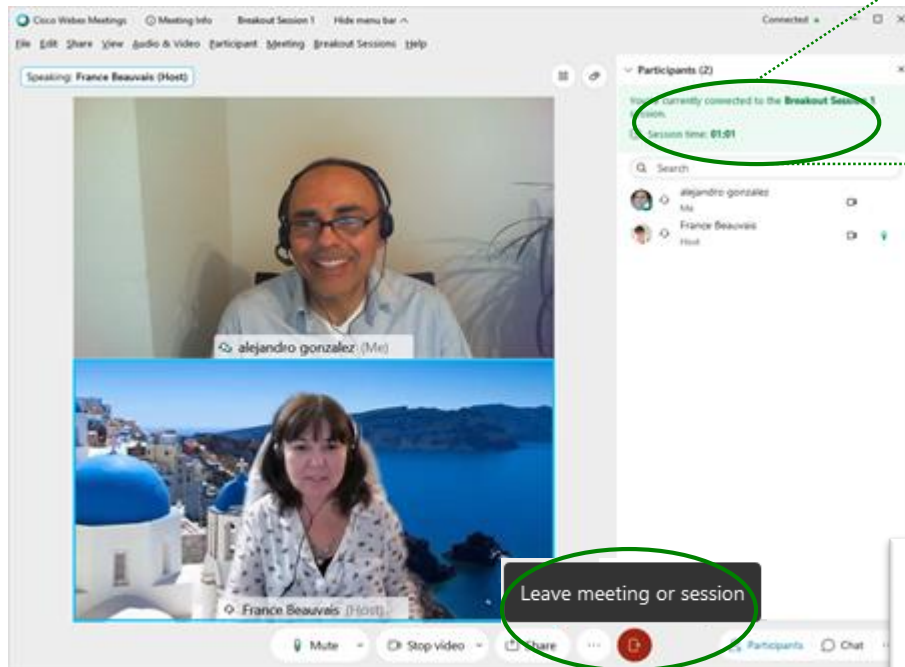 Cisco Webex Meetings Meeting Info Breakout Session 1 Hide menu bar Connected
File Edit Share View Audio & Video Participant Meeting Breakout Sessions Help
Speaking: France Beauvais (Host)
Participants (2)
You're currently connected to the Breakout Session 1
session.
Session time: 01:01
Search
alejandro gonzalez
Me
France Beauvais
Host
alejandro gonzalez (Me)
France Beauvais (Host)
Leave meeting or session
Mute Stop video Share ... Participants Chat